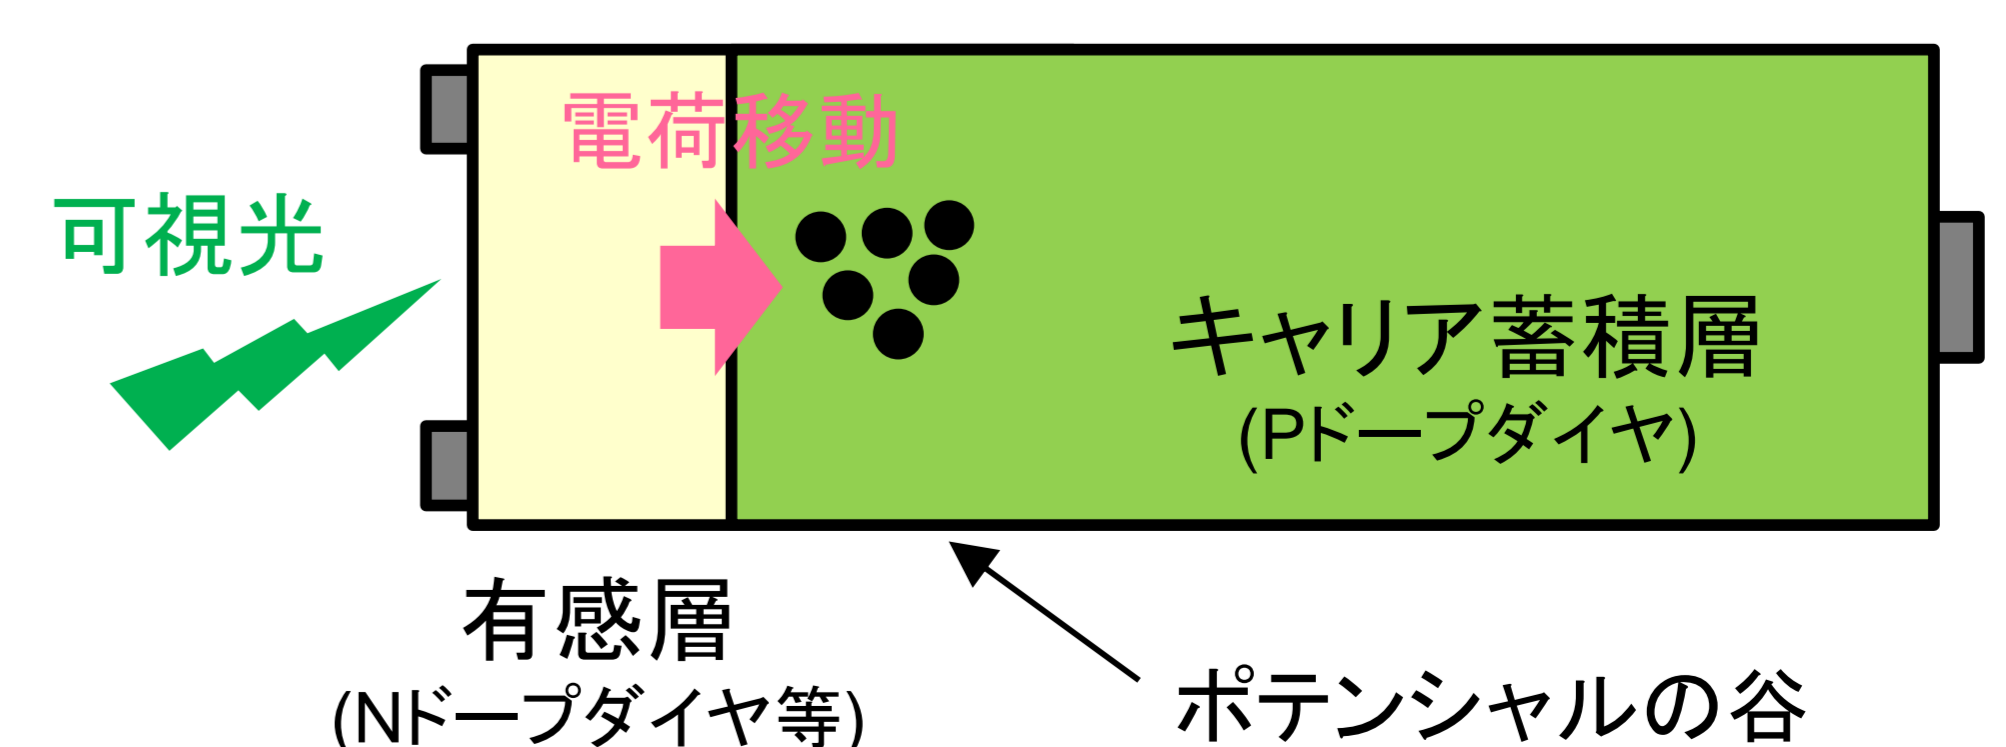 電荷移動
可視光
キャリア蓄積層
(Pドープダイヤ)
有感層
(Nドープダイヤ等)
ポテンシャルの谷